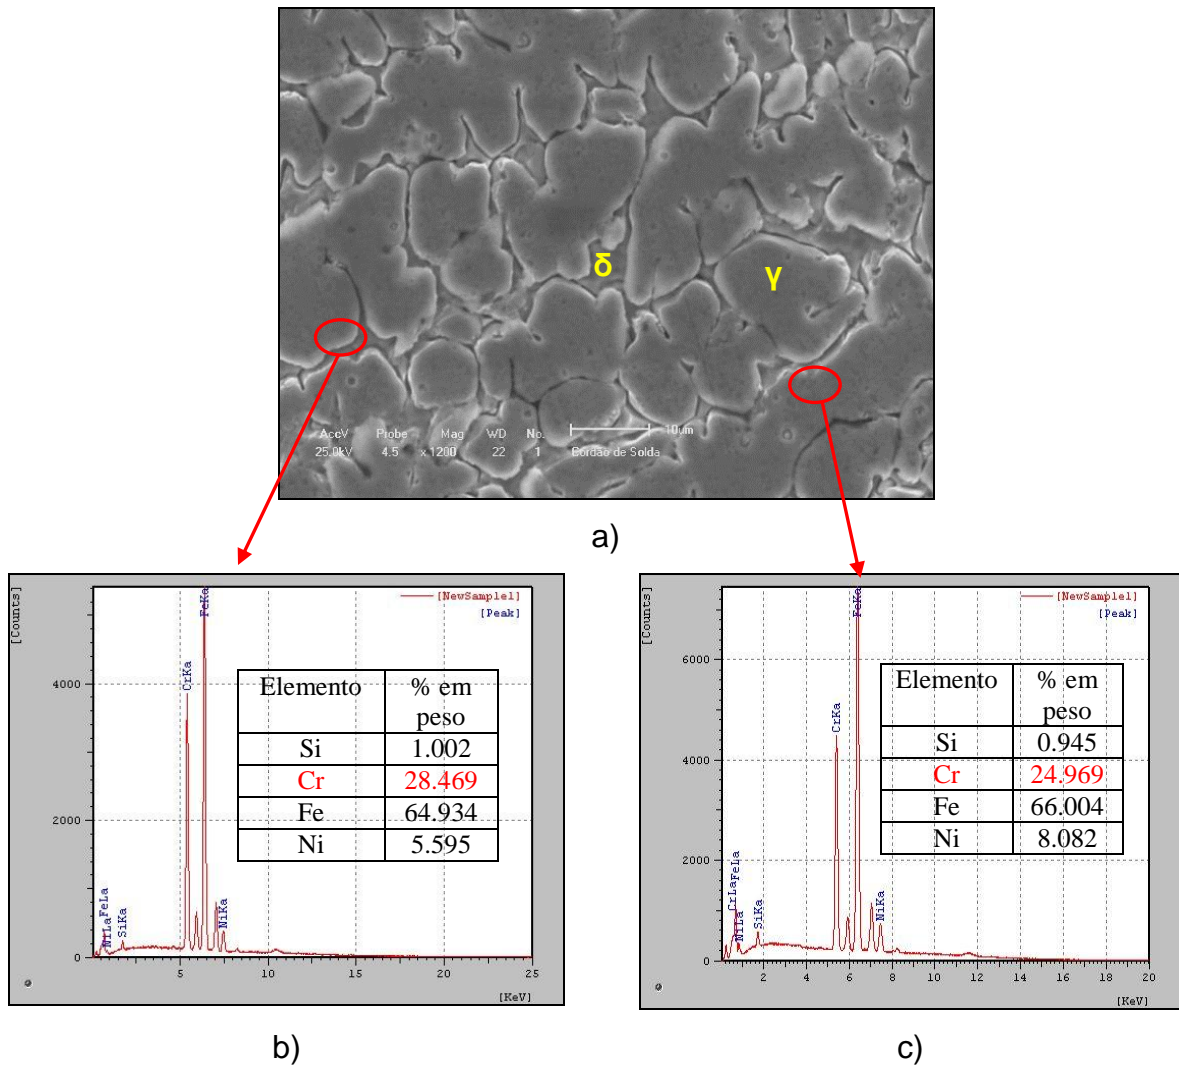 δ
γ
AccV Probe Mag WD No. 10um
25.0kV 4.5 x1200 22 1 Bordão de Solda
a)
[Counts]
[NewSample1]
[Peak]
FeKa
CrKa
NiLa
FeLa
SiKa
NiKa
4000
2000
0
5 10 15 20 25
[KeV]
Elemento % em peso
Si 1.002
Cr 28.469
Fe 64.934
Ni 5.595
b)
[Counts]
[NewSample1]
[Peak]
FeKa
CrKa
CrLa
FeLa
NiLa
SiKa
NiKa
6000
4000
2000
0
2 4 6 8 10 12 14 16 18 20
[KeV]
Elemento % em peso
Si 0.945
Cr 24.969
Fe 66.004
Ni 8.082
c)